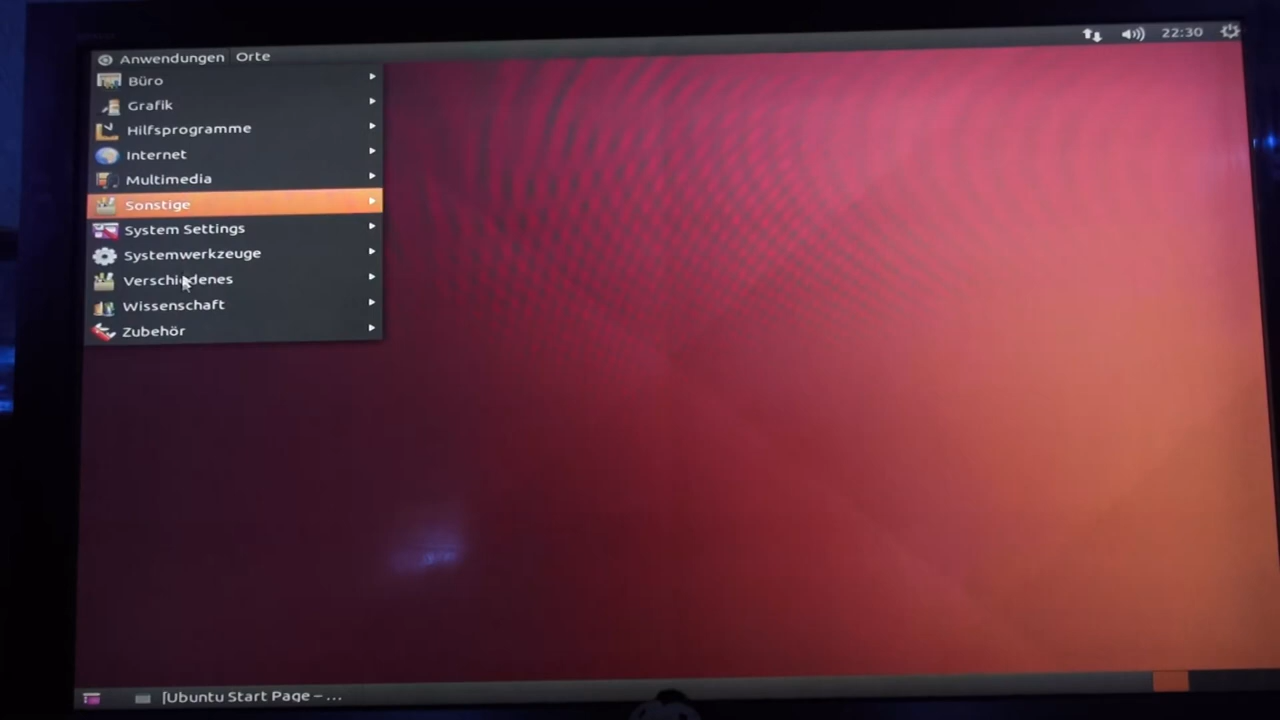 Anwendungen Orte 22:30
Büro
Grafik
Hilfsprogramme
Internet
Multimedia
Sonstige
System Settings
Systemwerkzeuge
Verschiedenes
Wissenschaft
Zubehör
[Ubuntu Start Page – ...